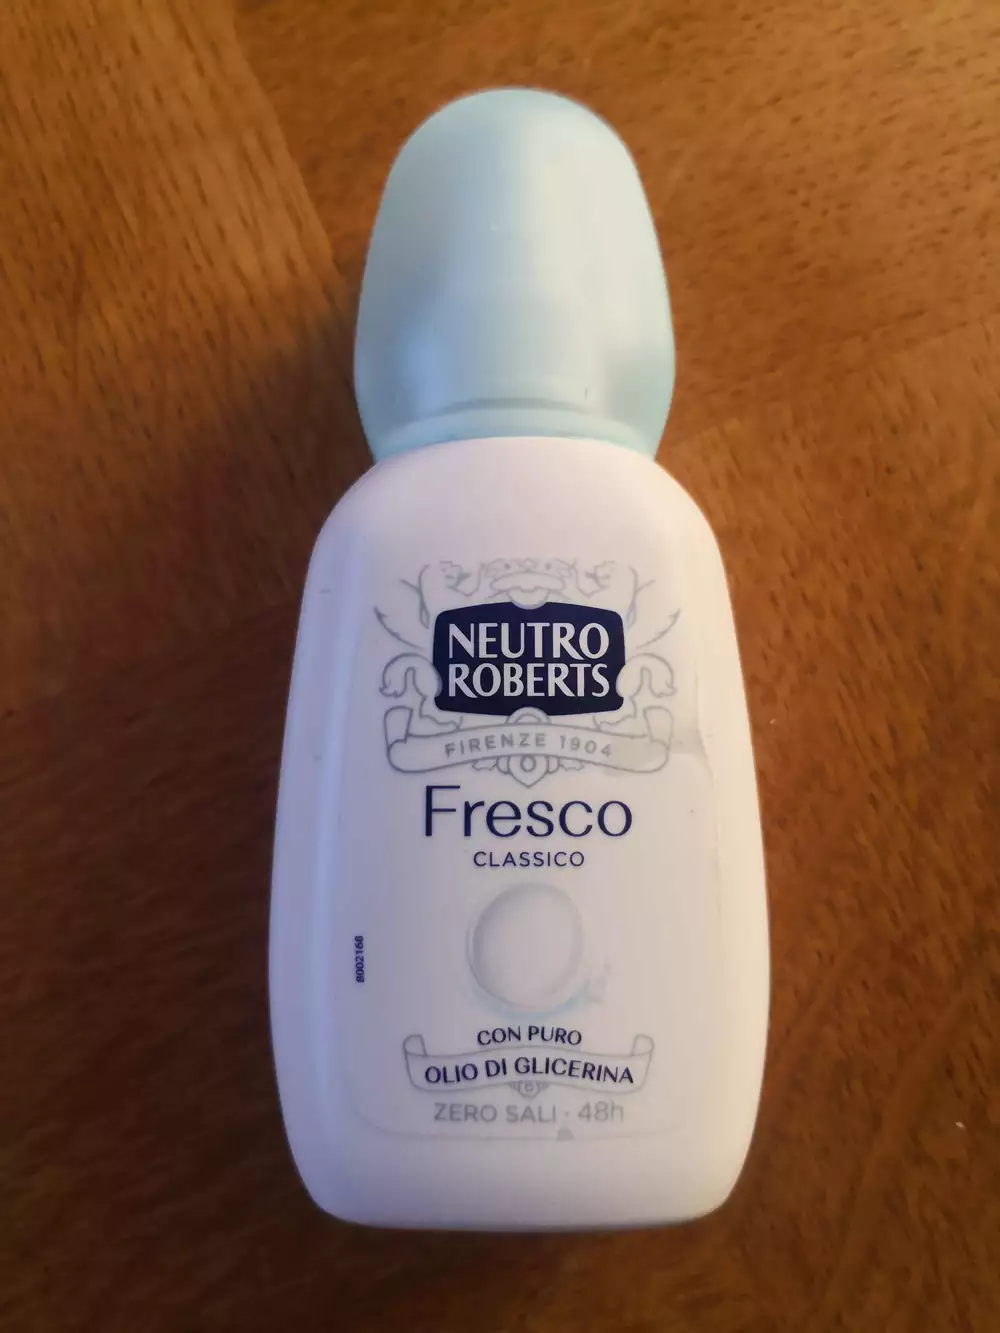 NEUTRO
ROBERTS
FIRENZE 1904
Fresco
CLASSICO
8002168
CON PURO
OLIO DI GLICERINA
ZERO SALI · 48h